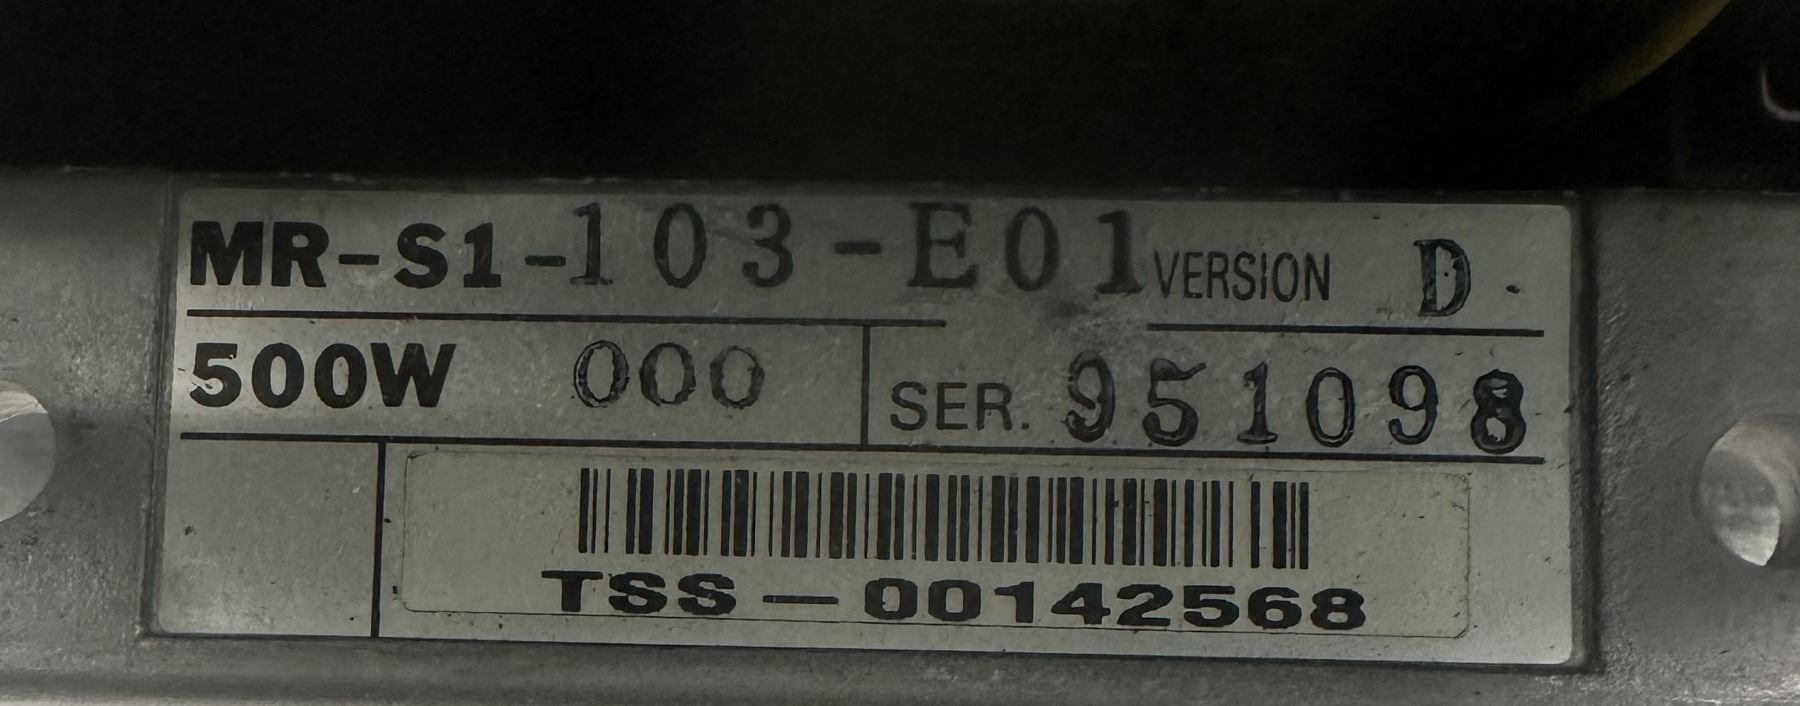 MR-S1-103-E01 VERSION D.
500W 000 SER. 951098
TSS-00142568